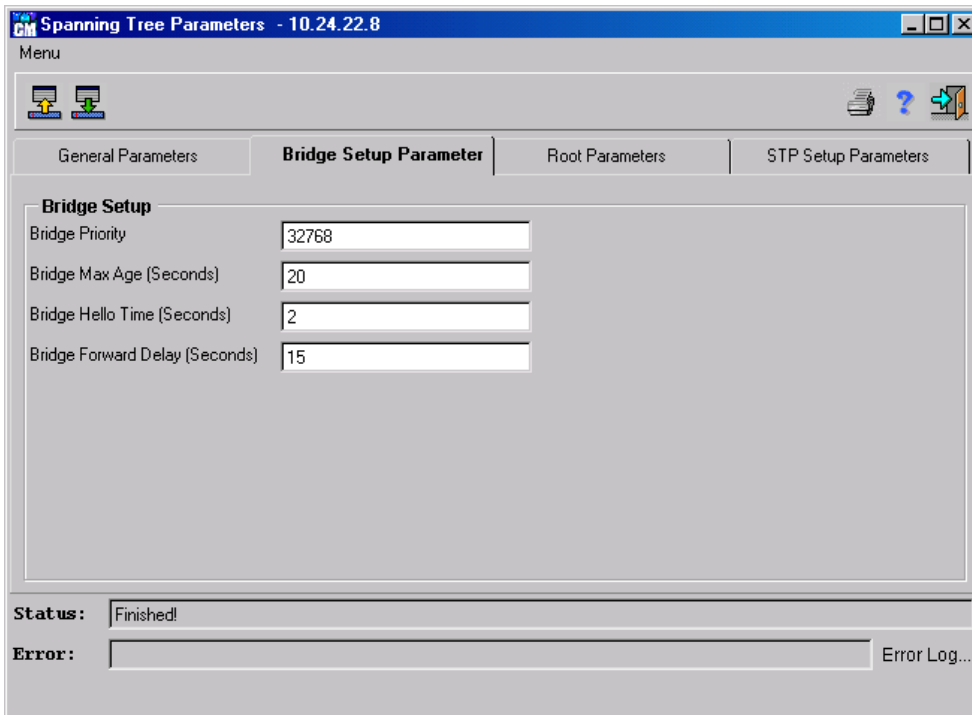 CM Spanning Tree Parameters - 10.24.22.8
Menu
General Parameters
Bridge Setup Parameter
Root Parameters
STP Setup Parameters
Bridge Setup
Bridge Priority
32768
Bridge Max Age (Seconds)
20
Bridge Hello Time (Seconds)
2
Bridge Forward Delay (Seconds)
15
Status: Finished!
Error:
Error Log...